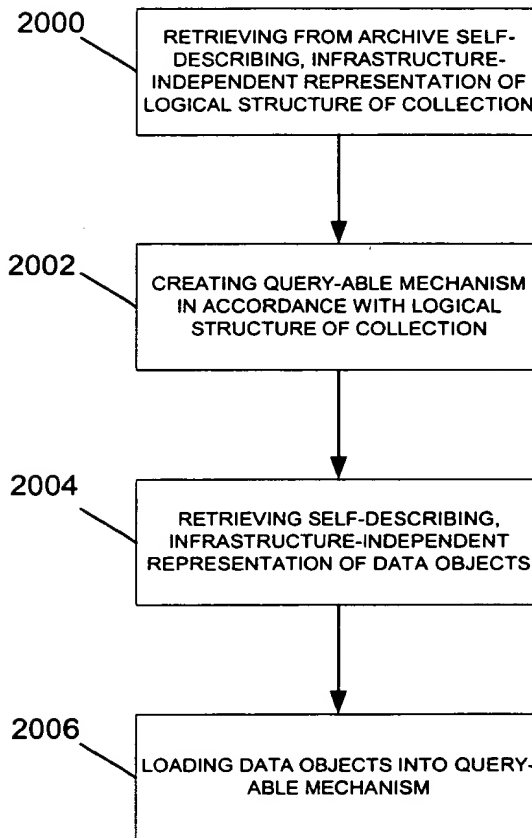 2000
RETRIEVING FROM ARCHIVE SELF-
DESCRIBING, INFRASTRUCTURE-
INDEPENDENT REPRESENTATION OF
LOGICAL STRUCTURE OF COLLECTION
2002
CREATING QUERY-ABLE MECHANISM
IN ACCORDANCE WITH LOGICAL
STRUCTURE OF COLLECTION
2004
RETRIEVING SELF-DESCRIBING,
INFRASTRUCTURE-INDEPENDENT
REPRESENTATION OF DATA OBJECTS
2006
LOADING DATA OBJECTS INTO QUERY-
ABLE MECHANISM